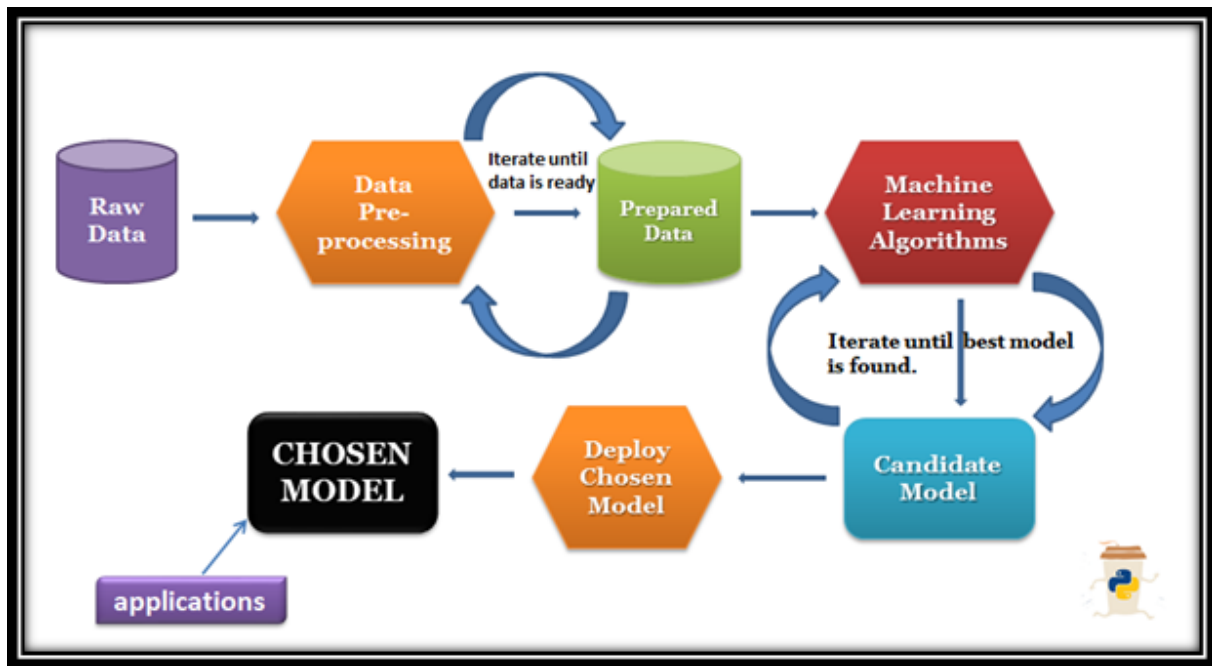 Raw
Data
Data
Pre-
processing
Iterate until
data is ready
Prepared
Data
Machine
Learning
Algorithms
Iterate until best model
is found.
Candidate
Model
Deploy
Chosen
Model
CHOSEN
MODEL
applications